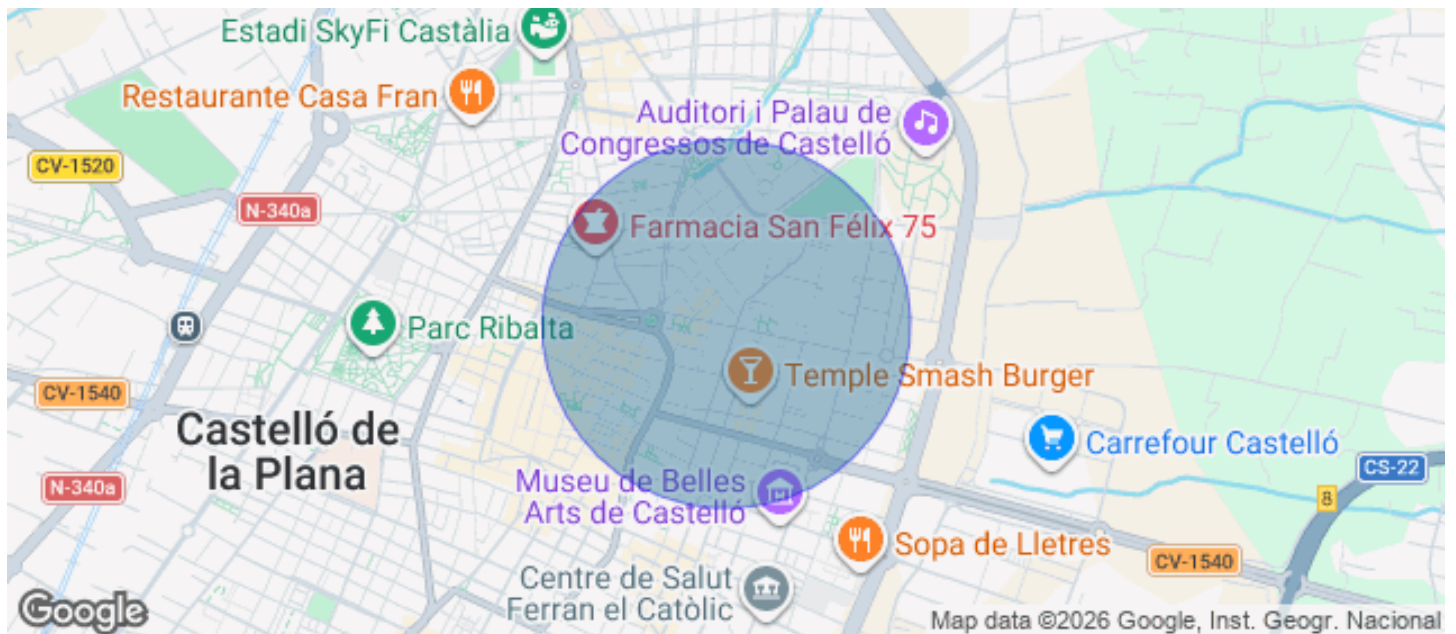 Estadi SkyFi Castàlia
Restaurante Casa Fran
Auditori i Palau de
Congressos de Castelló
CV-1520
N-340a
Farmacia San Félix 75
Parc Ribalta
Temple Smash Burger
CV-1540
Castelló de
la Plana
Carrefour Castelló
CS-22
N-340a
Museu de Belles
Arts de Castelló
8
Sopa de Lletres
CV-1540
Centre de Salut
Ferran el Catòlic
Google
Map data ©2026 Google, Inst. Geogr. Nacional